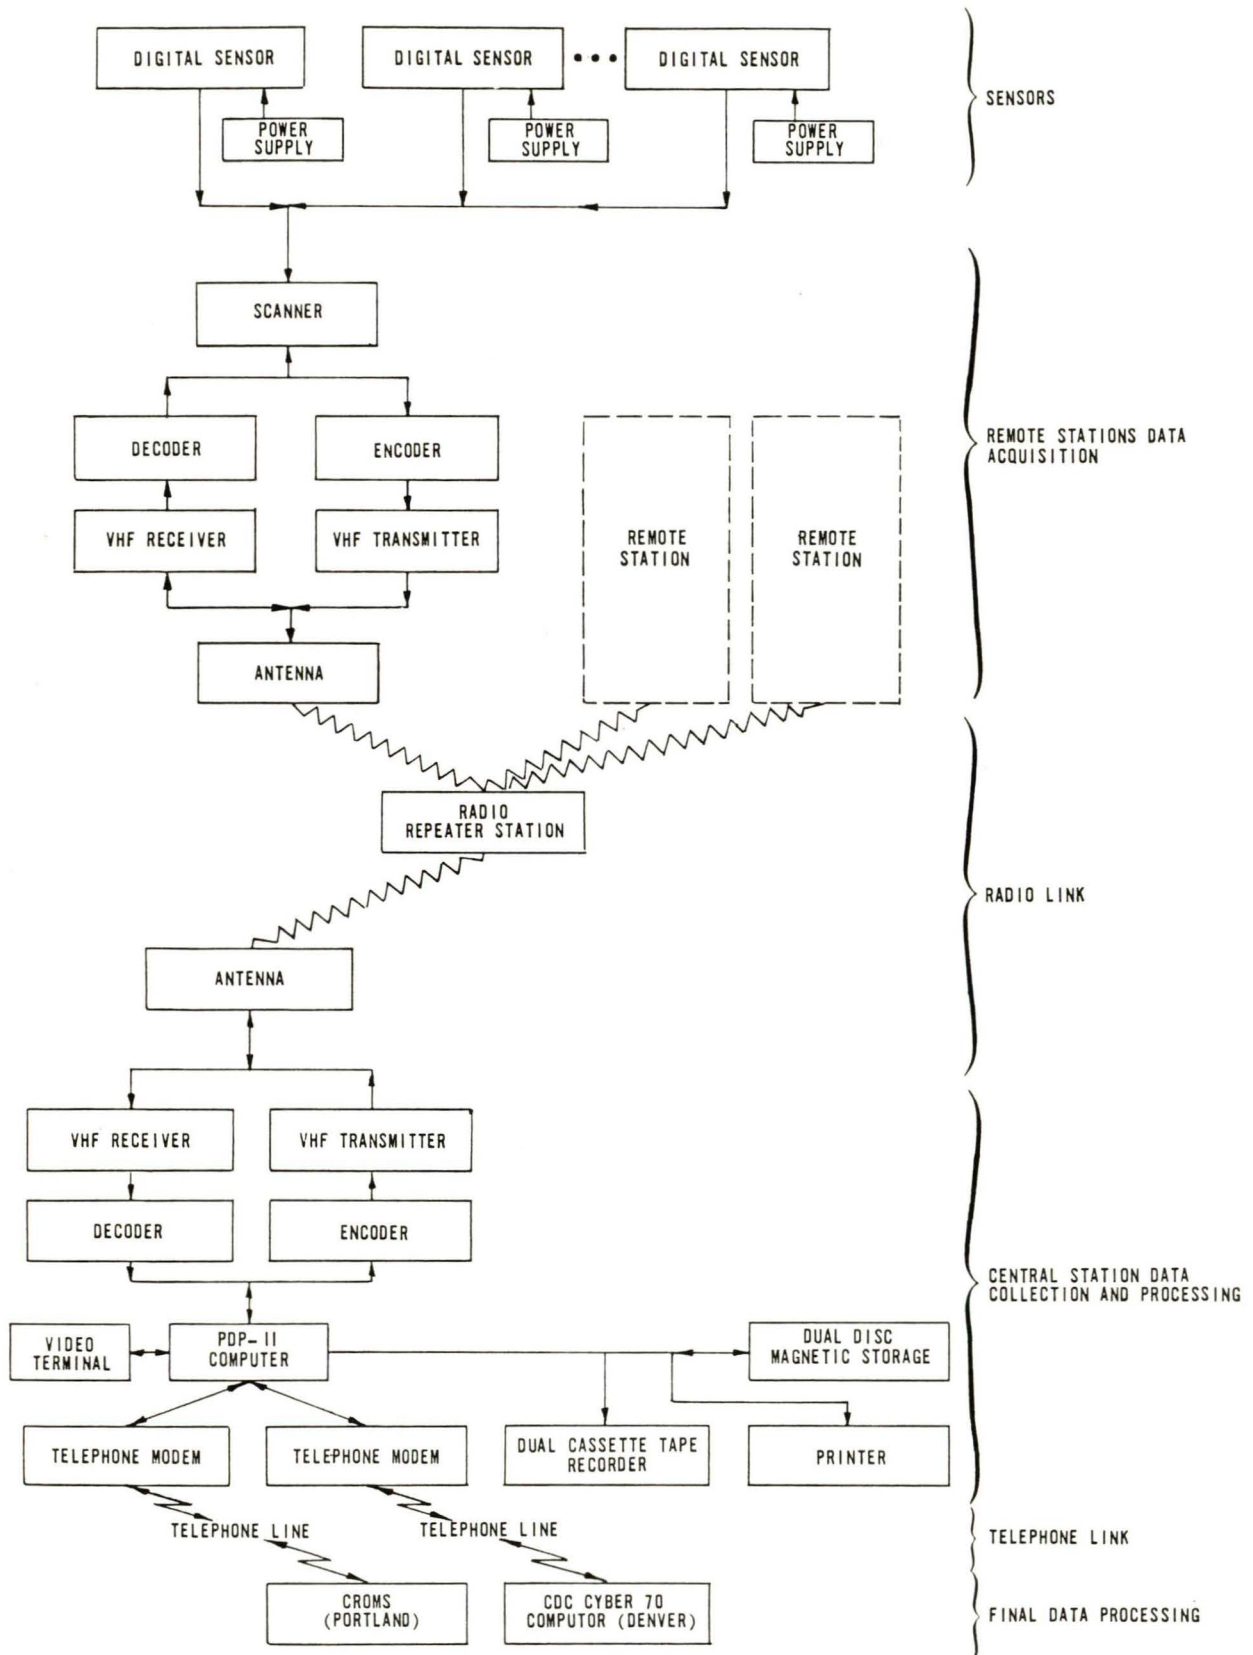 DIGITAL SENSOR
DIGITAL SENSOR
DIGITAL SENSOR
POWER
SUPPLY
POWER
SUPPLY
POWER
SUPPLY
SENSORS
SCANNER
DECODER
ENCODER
VHF RECEIVER
VHF TRANSMITTER
REMOTE
STATION
REMOTE
STATION
REMOTE STATIONS DATA
ACQUISITION
ANTENNA
RADIO
REPEATER STATION
RADIO LINK
ANTENNA
VHF RECEIVER
VHF TRANSMITTER
DECODER
ENCODER
CENTRAL STATION DATA
COLLECTION AND PROCESSING
VIDEO
TERMINAL
PDP-11
COMPUTER
DUAL DISC
MAGNETIC STORAGE
TELEPHONE MODEM
TELEPHONE MODEM
DUAL CASSETTE TAPE
RECORDER
PRINTER
TELEPHONE LINE
TELEPHONE LINE
TELEPHONE LINK
CROMS
(PORTLAND)
CDC CYBER 70
COMPUTOR (DENVER)
FINAL DATA PROCESSING